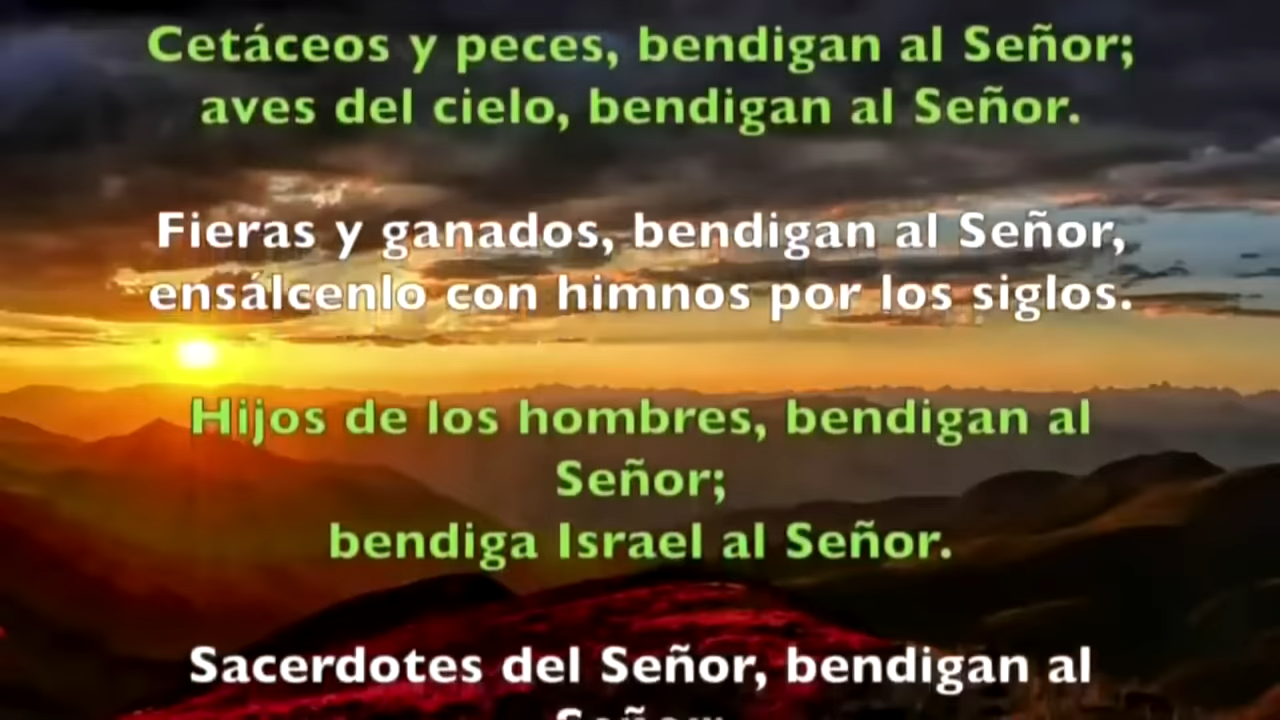 Cetáceos y peces, bendigan al Señor;
aves del cielo, bendigan al Señor.
Fieras y ganados, bendigan al Señor,
ensálcenlo con himnos por los siglos.
Hijos de los hombres, bendigan al
Señor;
bendiga Israel al Señor.
Sacerdotes del Señor, bendigan al